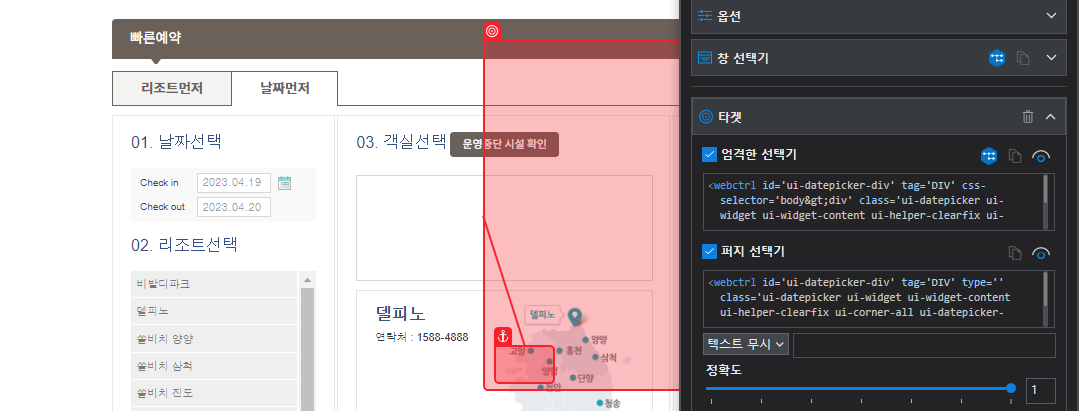 빠른예약
리조트먼저
날짜먼저
01. 날짜선택
Check in
2023.04.19
Check out
2023.04.20
02. 리조트선택
비발디파크
델피노
쏠비치 양양
쏠비치 삼척
쏠비치 진도
03. 객실선택
운영중단 시설 확인
델피노
연락처 : 1588-4888
델피노
양양
고양
홍천
삼척
양평
단양
천안
청송
옵션
창 선택기
타겟
엄격한 선택기
<webctrl id='ui-datepicker-div' tag='DIV' css-
selector='body&gt;div' class='ui-datepicker ui-
widget ui-widget-content ui-helper-clearfix ui-
퍼지 선택기
<webctrl id='ui-datepicker-div' tag='DIV' type=''
class='ui-datepicker ui-widget ui-widget-content
ui-helper-clearfix ui-corner-all ui-datepicker-
텍스트 무시
정확도
1